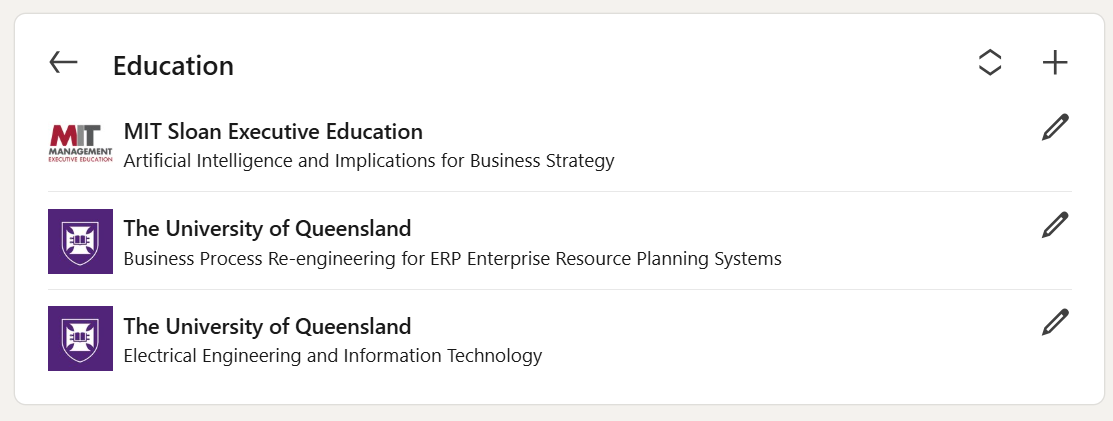 Education
MIT
MANAGEMENT
EXECUTIVE EDUCATION
MIT Sloan Executive Education
Artificial Intelligence and Implications for Business Strategy
The University of Queensland
Business Process Re-engineering for ERP Enterprise Resource Planning Systems
The University of Queensland
Electrical Engineering and Information Technology